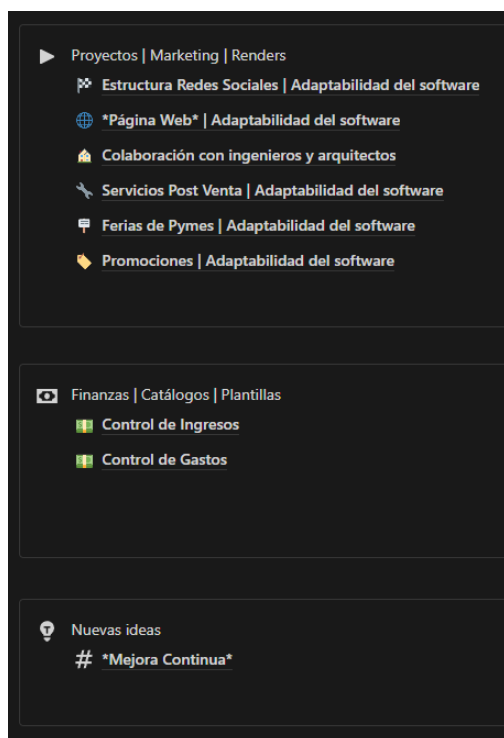 Proyectos | Marketing | Renders
Estructura Redes Sociales | Adaptabilidad del software
*Página Web* | Adaptabilidad del software
Colaboración con ingenieros y arquitectos
Servicios Post Venta | Adaptabilidad del software
Ferias de Pymes | Adaptabilidad del software
Promociones | Adaptabilidad del software
Finanzas | Catálogos | Plantillas
Control de Ingresos
Control de Gastos
Nuevas ideas
# *Mejora Continua*